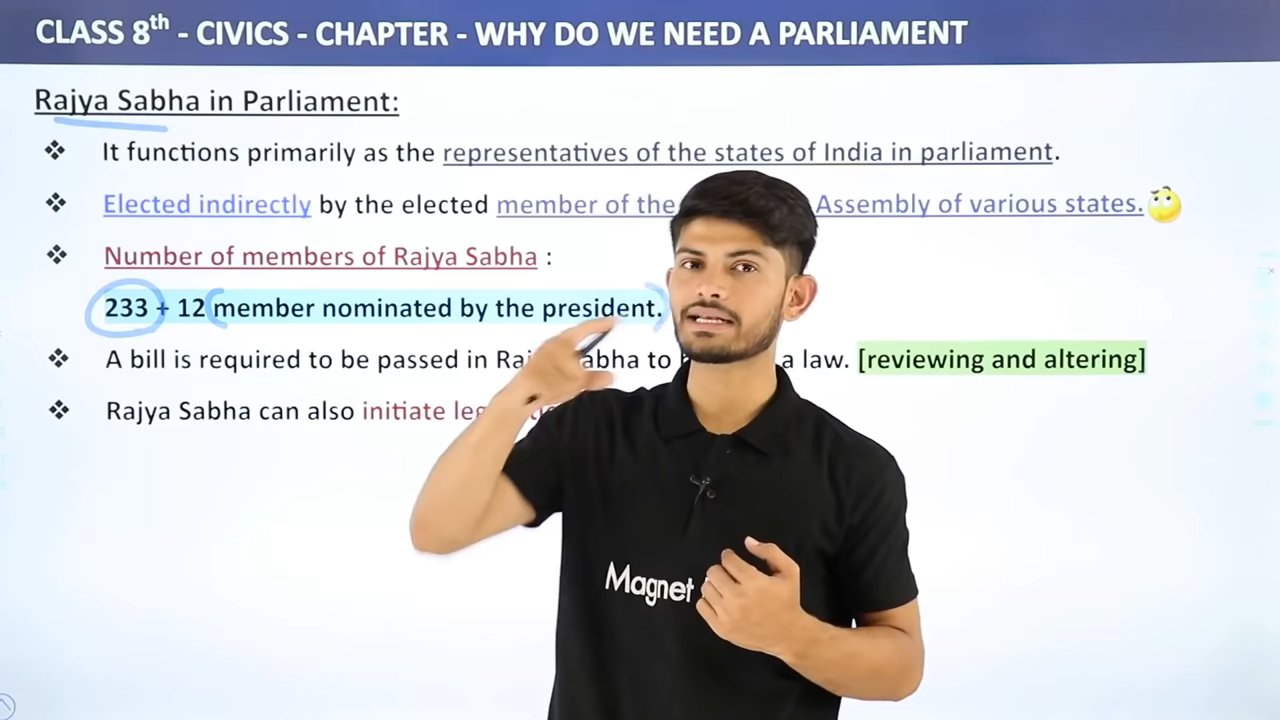 CLASS 8th - CIVICS - CHAPTER - WHY DO WE NEED A PARLIAMENT
Rajya Sabha in Parliament:
❖ It functions primarily as the representatives of the states of India in parliament.
❖ Elected indirectly by the elected member of the Assembly of various states.
❖ Number of members of Rajya Sabha :
233 + 12 (member nominated by the president.)
❖ A bill is required to be passed in to a law. [reviewing and altering]
❖ Rajya Sabha can also initiate
Magnet